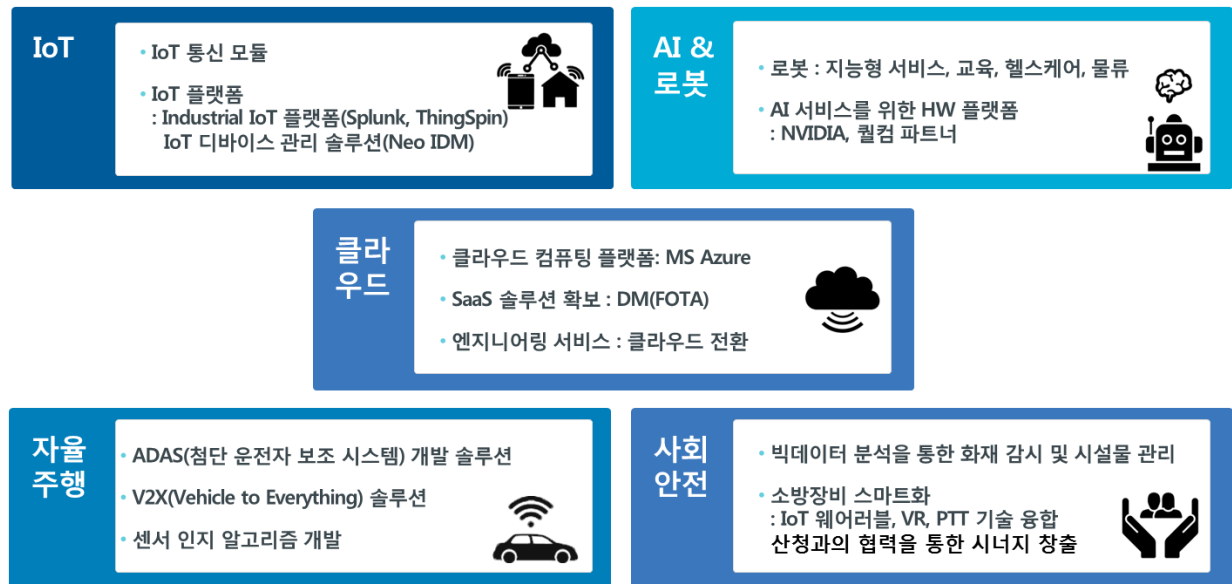 IoT
• IoT 통신 모듈
• IoT 플랫폼
: Industrial IoT 플랫폼(Splunk, ThingSpin)
IoT 디바이스 관리 솔루션(Neo IDM)
AI &
로봇
• 로봇 : 지능형 서비스, 교육, 헬스케어, 물류
• AI 서비스를 위한 HW 플랫폼
: NVIDIA, 퀄컴 파트너
클라
우드
• 클라우드 컴퓨팅 플랫폼: MS Azure
• SaaS 솔루션 확보 : DM(FOTA)
• 엔지니어링 서비스 : 클라우드 전환
자율
주행
• ADAS(첨단 운전자 보조 시스템) 개발 솔루션
• V2X(Vehicle to Everything) 솔루션
• 센서 인지 알고리즘 개발
사회
안전
• 빅데이터 분석을 통한 화재 감시 및 시설물 관리
• 소방장비 스마트화
: IoT 웨어러블, VR, PTT 기술 융합
산청과의 협력을 통한 시너지 창출